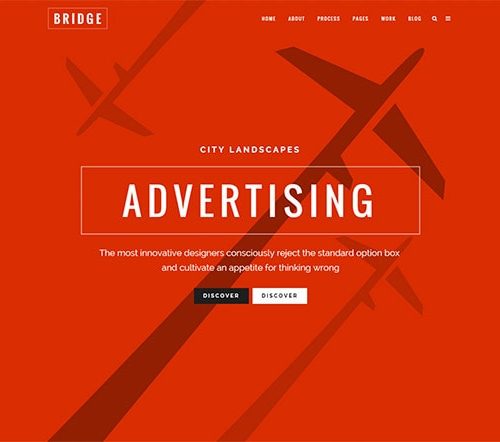 BRIDGE
HOME ABOUT PROCESS PAGES WORK BLOG
CITY LANDSCAPES
ADVERTISING
The most innovative designers consciously reject the standard option box
and cultivate an appetite for thinking wrong
DISCOVER DISCOVER